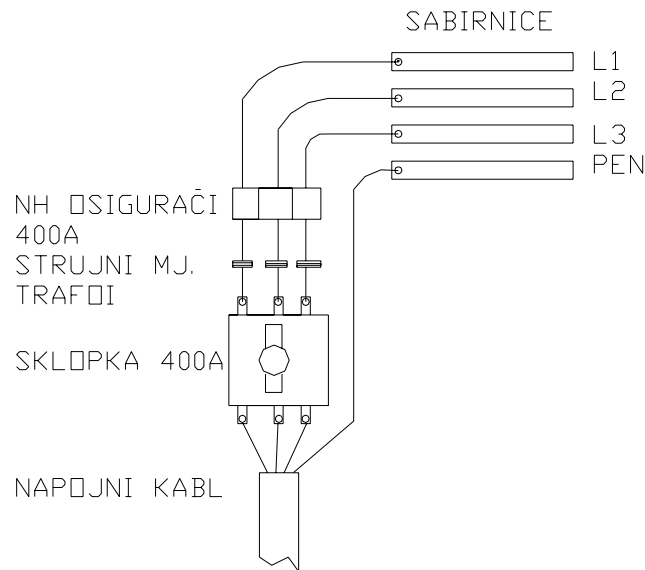 SABIRNICE
L1
L2
L3
PEN
NH OSIGURAČI
400A
STRUJNI MJ.
TRAFOI
SKLOPKA 400A
NAPOJNI KABL